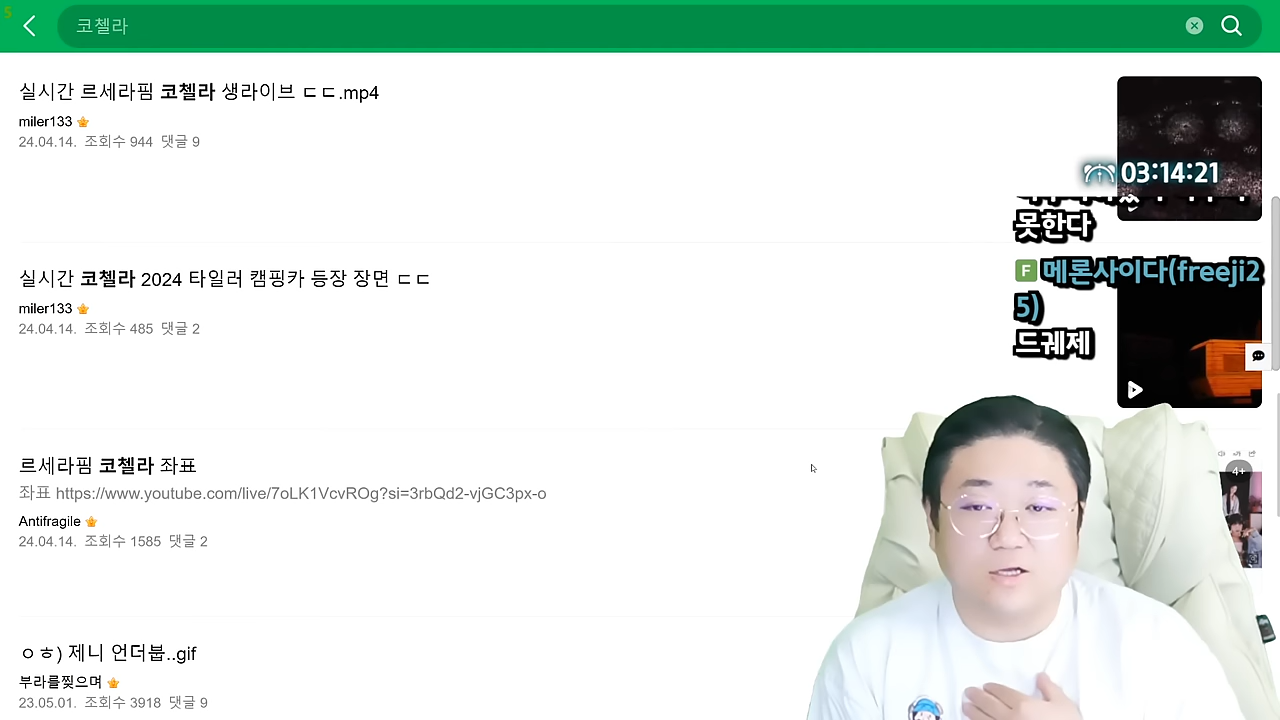 5
코첼라
실시간 르세라핌 코첼라 생라이브 ㄷㄷ.mp4
miler133
24.04.14. 조회수 944 댓글 9
03:14:21
못한다
실시간 코첼라 2024 타일러 캠핑카 등장 장면 ㄷㄷ
miler133
24.04.14. 조회수 485 댓글 2
F 메론사이다(freeji2
5)
드궤제
르세라핌 코첼라 좌표
좌표 https://www.youtube.com/live/7oLK1VcvROg?si=3rbQd2-vjGC3px-o
Antifragile
24.04.14. 조회수 1585 댓글 2
4+
ㅇㅎ) 제니 언더붑..gif
부라를찢으며
23.05.01. 조회수 3918 댓글 9